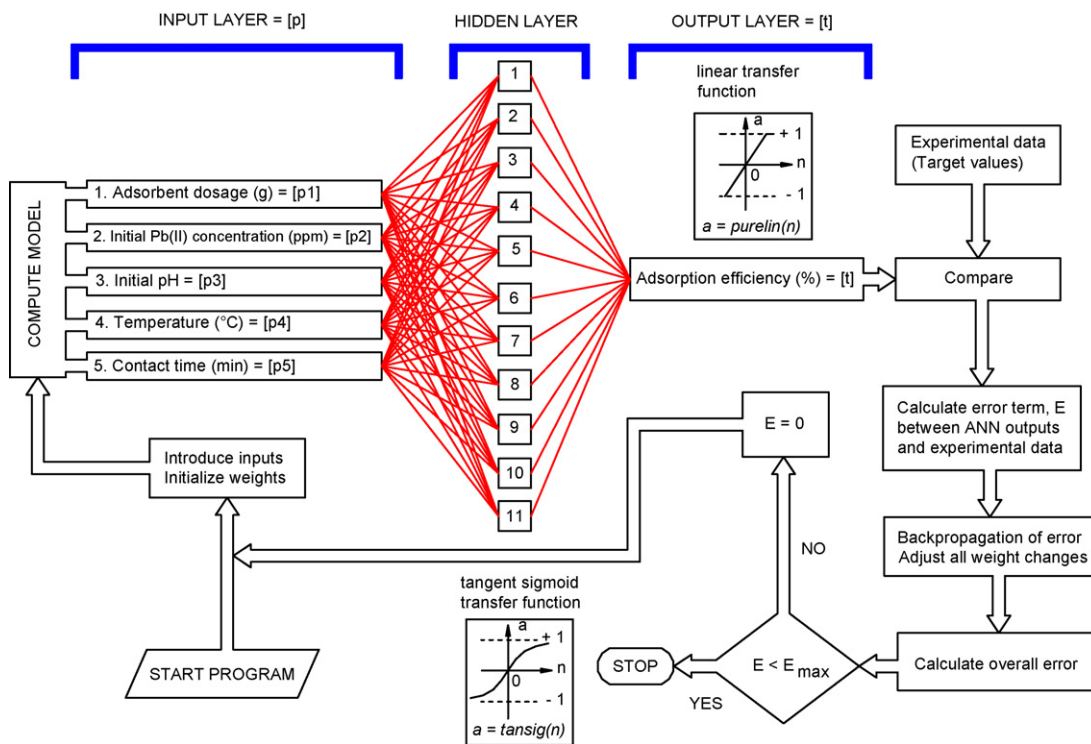 INPUT LAYER = [p]
HIDDEN LAYER
OUTPUT LAYER = [t]
COMPUTE MODEL
1. Adsorbent dosage (g) = [p1]
2. Initial Pb(II) concentration (ppm) = [p2]
3. Initial pH = [p3]
4. Temperature (°C) = [p4]
5. Contact time (min) = [p5]
1
2
3
4
5
6
7
8
9
10
11
linear transfer
function
a
+ 1
n
0
- 1
a = purelin(n)
Adsorption efficiency (%) = [t]
Experimental data
(Target values)
Compare
Calculate error term, E
between ANN outputs
and experimental data
Backpropagation of error
Adjust all weight changes
Calculate overall error
E < Emax
NO
YES
E = 0
STOP
Introduce inputs
Initialize weights
START PROGRAM
tangent sigmoid
transfer function
a
+ 1
n
0
- 1
a = tansig(n)